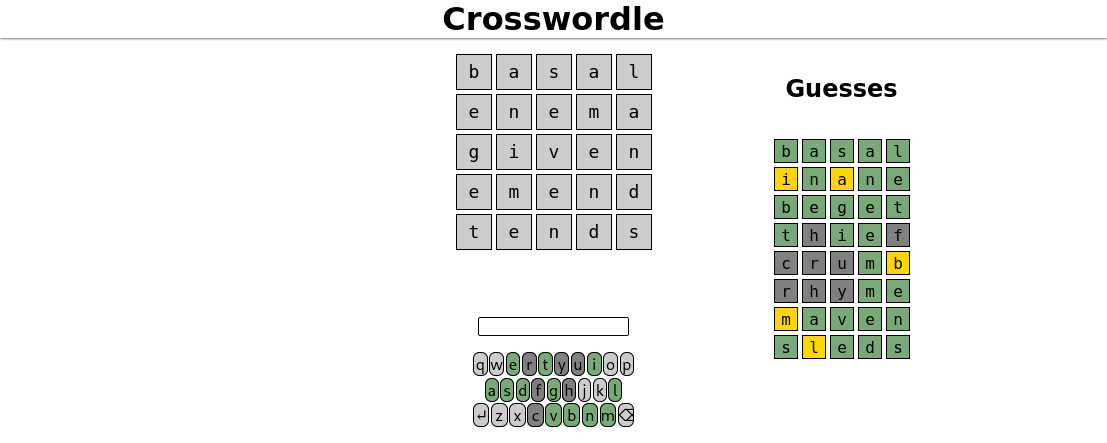 Crosswordle
b a s a l
e n e m a
g i v e n
e m e n d
t e n d s
Guesses
b a s a l
i n a n e
b e g e t
t h i e f
c r u m b
r h y m e
m a v e n
s l e d s
q w e r t y u i o p
a s d f g h j k l
↵ z x c v b n m ⌫